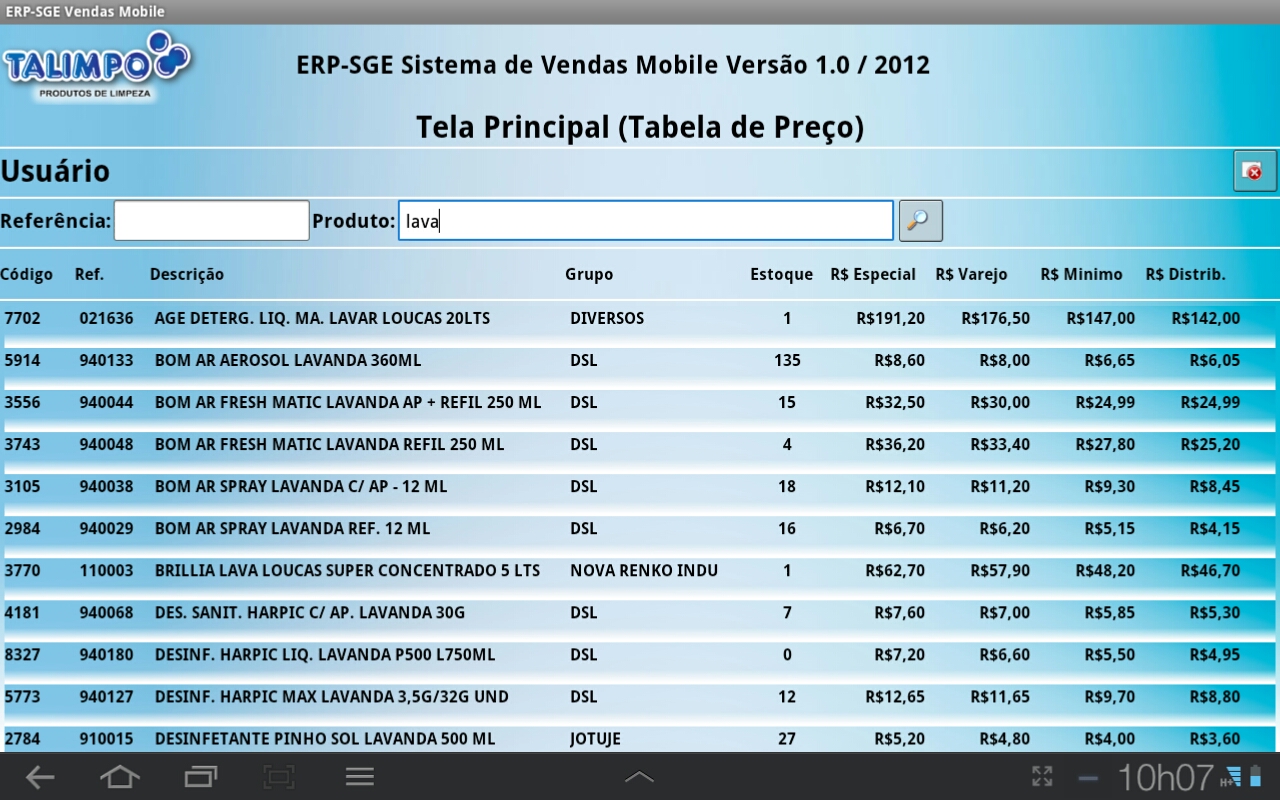 ERP-SGE Vendas Mobile
TALIMPO
PRODUTOS DE LIMPEZA
ERP-SGE Sistema de Vendas Mobile Versão 1.0 / 2012
Tela Principal (Tabela de Preço)
Usuário
Referência: Produto: lava
Código Ref. Descrição Grupo Estoque R$ Especial R$ Varejo R$ Minimo R$ Distrib.
7702 021636 AGE DETERG. LIQ. MA. LAVAR LOUCAS 20LTS DIVERSOS 1 R$191,20 R$176,50 R$147,00 R$142,00
5914 940133 BOM AR AEROSOL LAVANDA 360ML DSL 135 R$8,60 R$8,00 R$6,65 R$6,05
3556 940044 BOM AR FRESH MATIC LAVANDA AP + REFIL 250 ML DSL 15 R$32,50 R$30,00 R$24,99 R$24,99
3743 940048 BOM AR FRESH MATIC LAVANDA REFIL 250 ML DSL 4 R$36,20 R$33,40 R$27,80 R$25,20
3105 940038 BOM AR SPRAY LAVANDA C/ AP - 12 ML DSL 18 R$12,10 R$11,20 R$9,30 R$8,45
2984 940029 BOM AR SPRAY LAVANDA REF. 12 ML DSL 16 R$6,70 R$6,20 R$5,15 R$4,15
3770 110003 BRILLIA LAVA LOUCAS SUPER CONCENTRADO 5 LTS NOVA RENKO INDU 1 R$62,70 R$57,90 R$48,20 R$46,70
4181 940068 DES. SANIT. HARPIC C/ AP. LAVANDA 30G DSL 7 R$7,60 R$7,00 R$5,85 R$5,30
8327 940180 DESINF. HARPIC LIQ. LAVANDA P500 L750ML DSL 0 R$7,20 R$6,60 R$5,50 R$4,95
5773 940127 DESINF. HARPIC MAX LAVANDA 3,5G/32G UND DSL 12 R$12,65 R$11,65 R$9,70 R$8,80
2784 910015 DESINFETANTE PINHO SOL LAVANDA 500 ML JOTUJE 27 R$5,20 R$4,80 R$4,00 R$3,60
10h07 H+